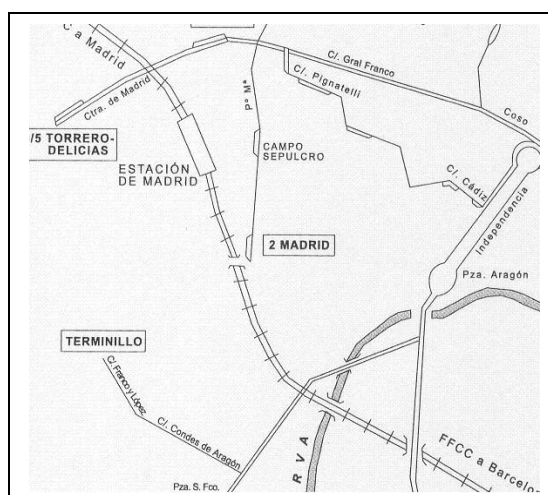 C a Madrid
C/. Gral Franco
Ctra. de Madrid
C/. Pignatelli
Pº Mª
Coso
/5 TORRERO-
DELICIAS
CAMPO
SEPULCRO
ESTACIÓN
DE MADRID
C/. Cádiz
Independencia
2 MADRID
Pza. Aragón
TERMINILLO
C/. Franco y López
C/. Condes de Aragón
Pza. S. Fco.
R V A
FFCC a Barcelon